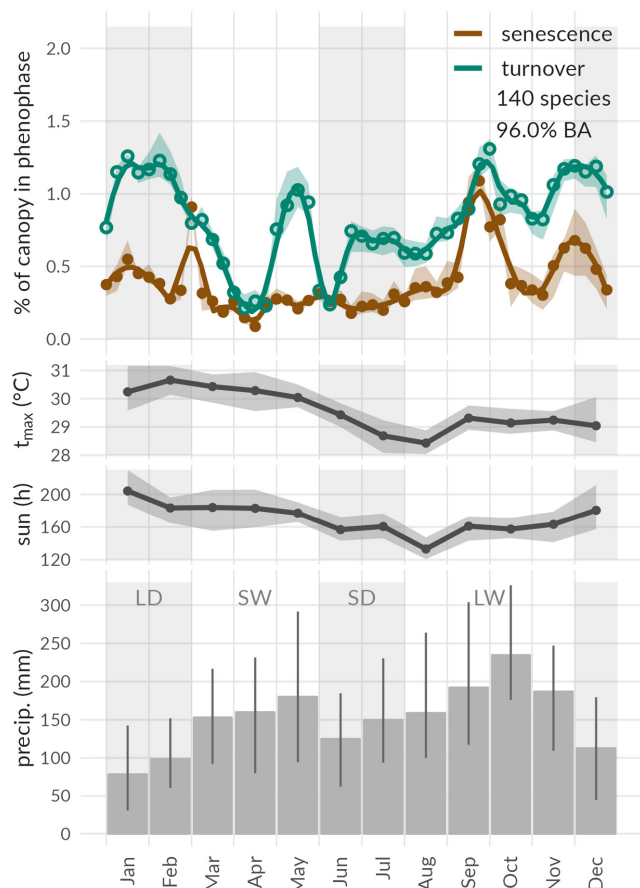 senescence
turnover
140 species
96.0% BA
% of canopy in phenophase
2.0
1.5
1.0
0.5
0.0
tmax (°C)
31
30
29
28
sun (h)
200
160
120
precip. (mm)
LD SW SD LW
300
250
200
150
100
50
0
Jan Feb Mar Apr May Jun Jul Aug Sep Oct Nov Dec